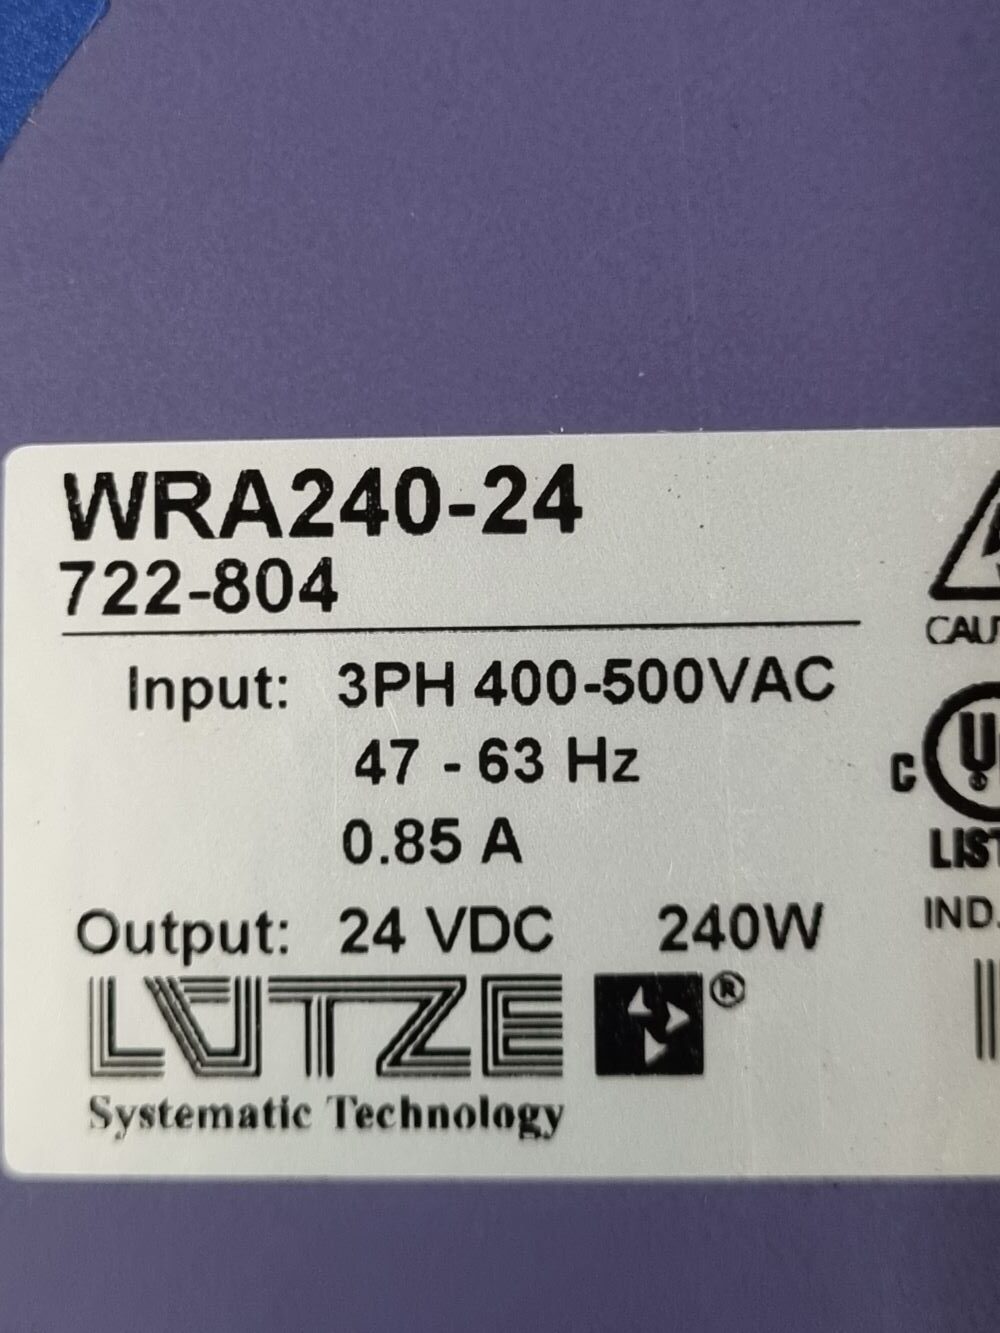 WRA240-24
722-804
Input: 3PH 400-500VAC
47 - 63 Hz
0.85 A
Output: 24 VDC 240W
LÜTZE ®
Systematic Technology
C
IND.